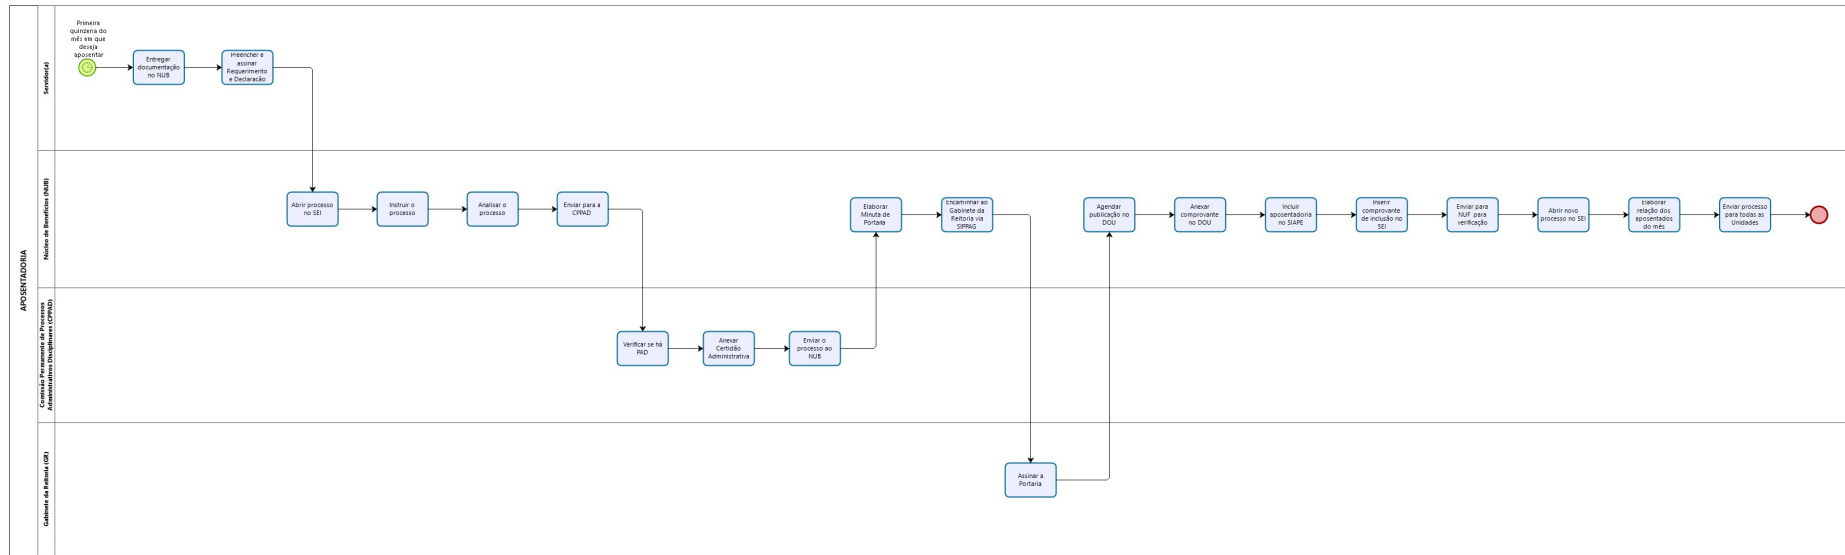 APOSENTADORIA
Servidor(a)
Primeira
quinzena do
mês em que
deseja
aposentar
Entregar
documentação
no NUB
Preencher e
assinar
Requerimento
e Declaração
Núcleo de Benefícios (NUB)
Abrir processo
no SEI
Instruir o
processo
Analisar o
processo
Enviar para a
CPPAD
Elaborar
Minuta de
Portaria
Encaminhar ao
Gabinete da
Reitoria via
SIPPAG
Agendar
publicação no
DOU
Anexar
comprovante
no DOU
Incluir
aposentadoria
no SIAPE
Inserir
comprovante
de inclusão no
SEI
Enviar para
NUF para
verificação
Abrir novo
processo no SEI
Elaborar
relação dos
aposentados
do mês
Enviar processo
para todas as
Unidades
Comissão Permanente de Processos
Administrativos Disciplinares (CPPAD)
Verificar se há
PAD
Anexar
Certidão
Administrativa
Enviar o
processo ao
NUB
Gabinete da Reitoria (GR)
Assinar a
Portaria